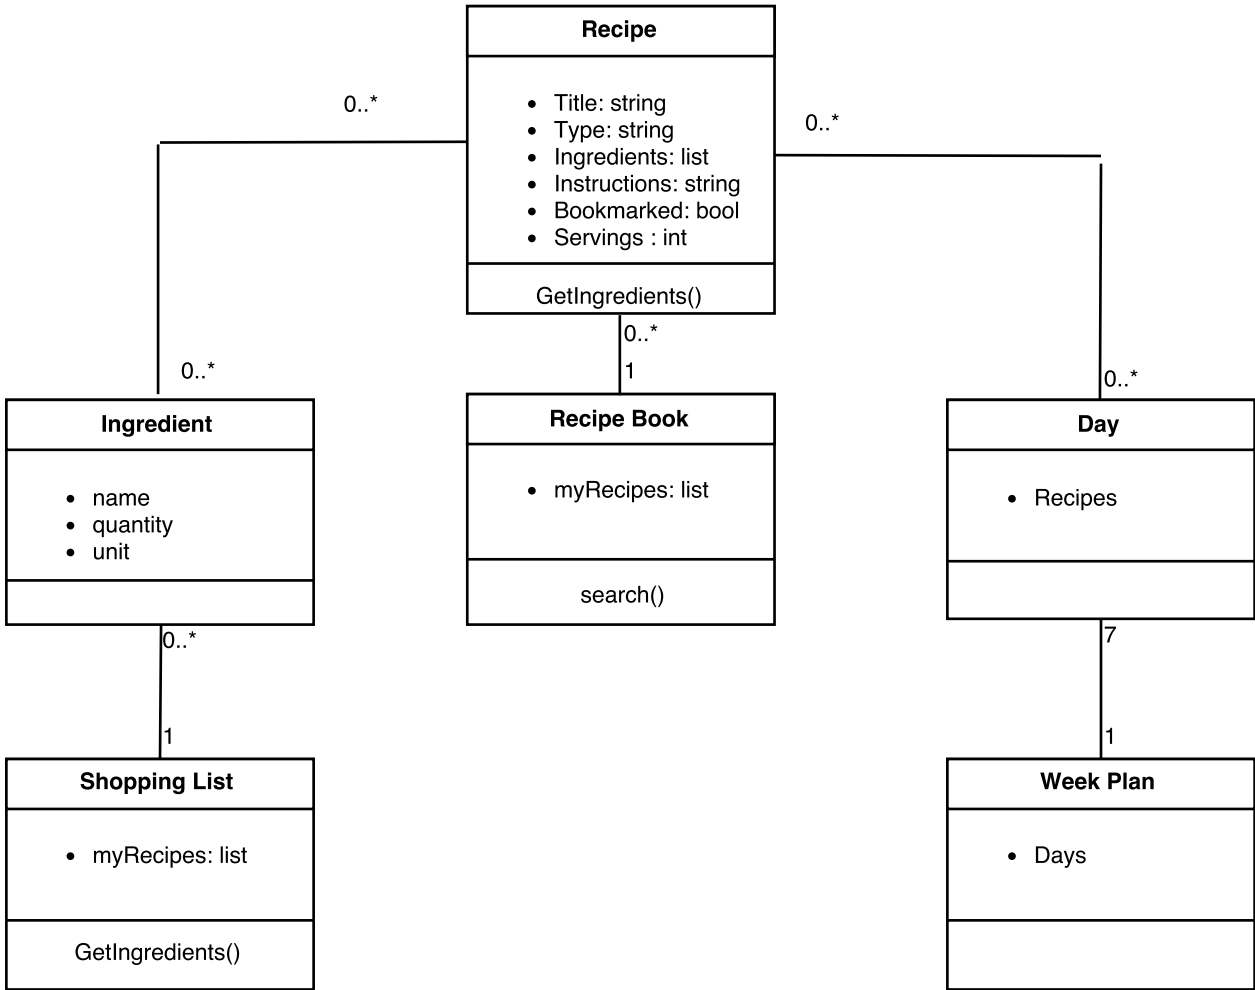 Recipe
• Title: string
• Type: string
• Ingredients: list
• Instructions: string
• Bookmarked: bool
• Servings : int
GetIngredients()
0..*
0..*
0..*
0..*
0..*
1
Ingredient
• name
• quantity
• unit
Recipe Book
• myRecipes: list
search()
Day
• Recipes
0..*
1
7
1
Shopping List
• myRecipes: list
GetIngredients()
Week Plan
• Days